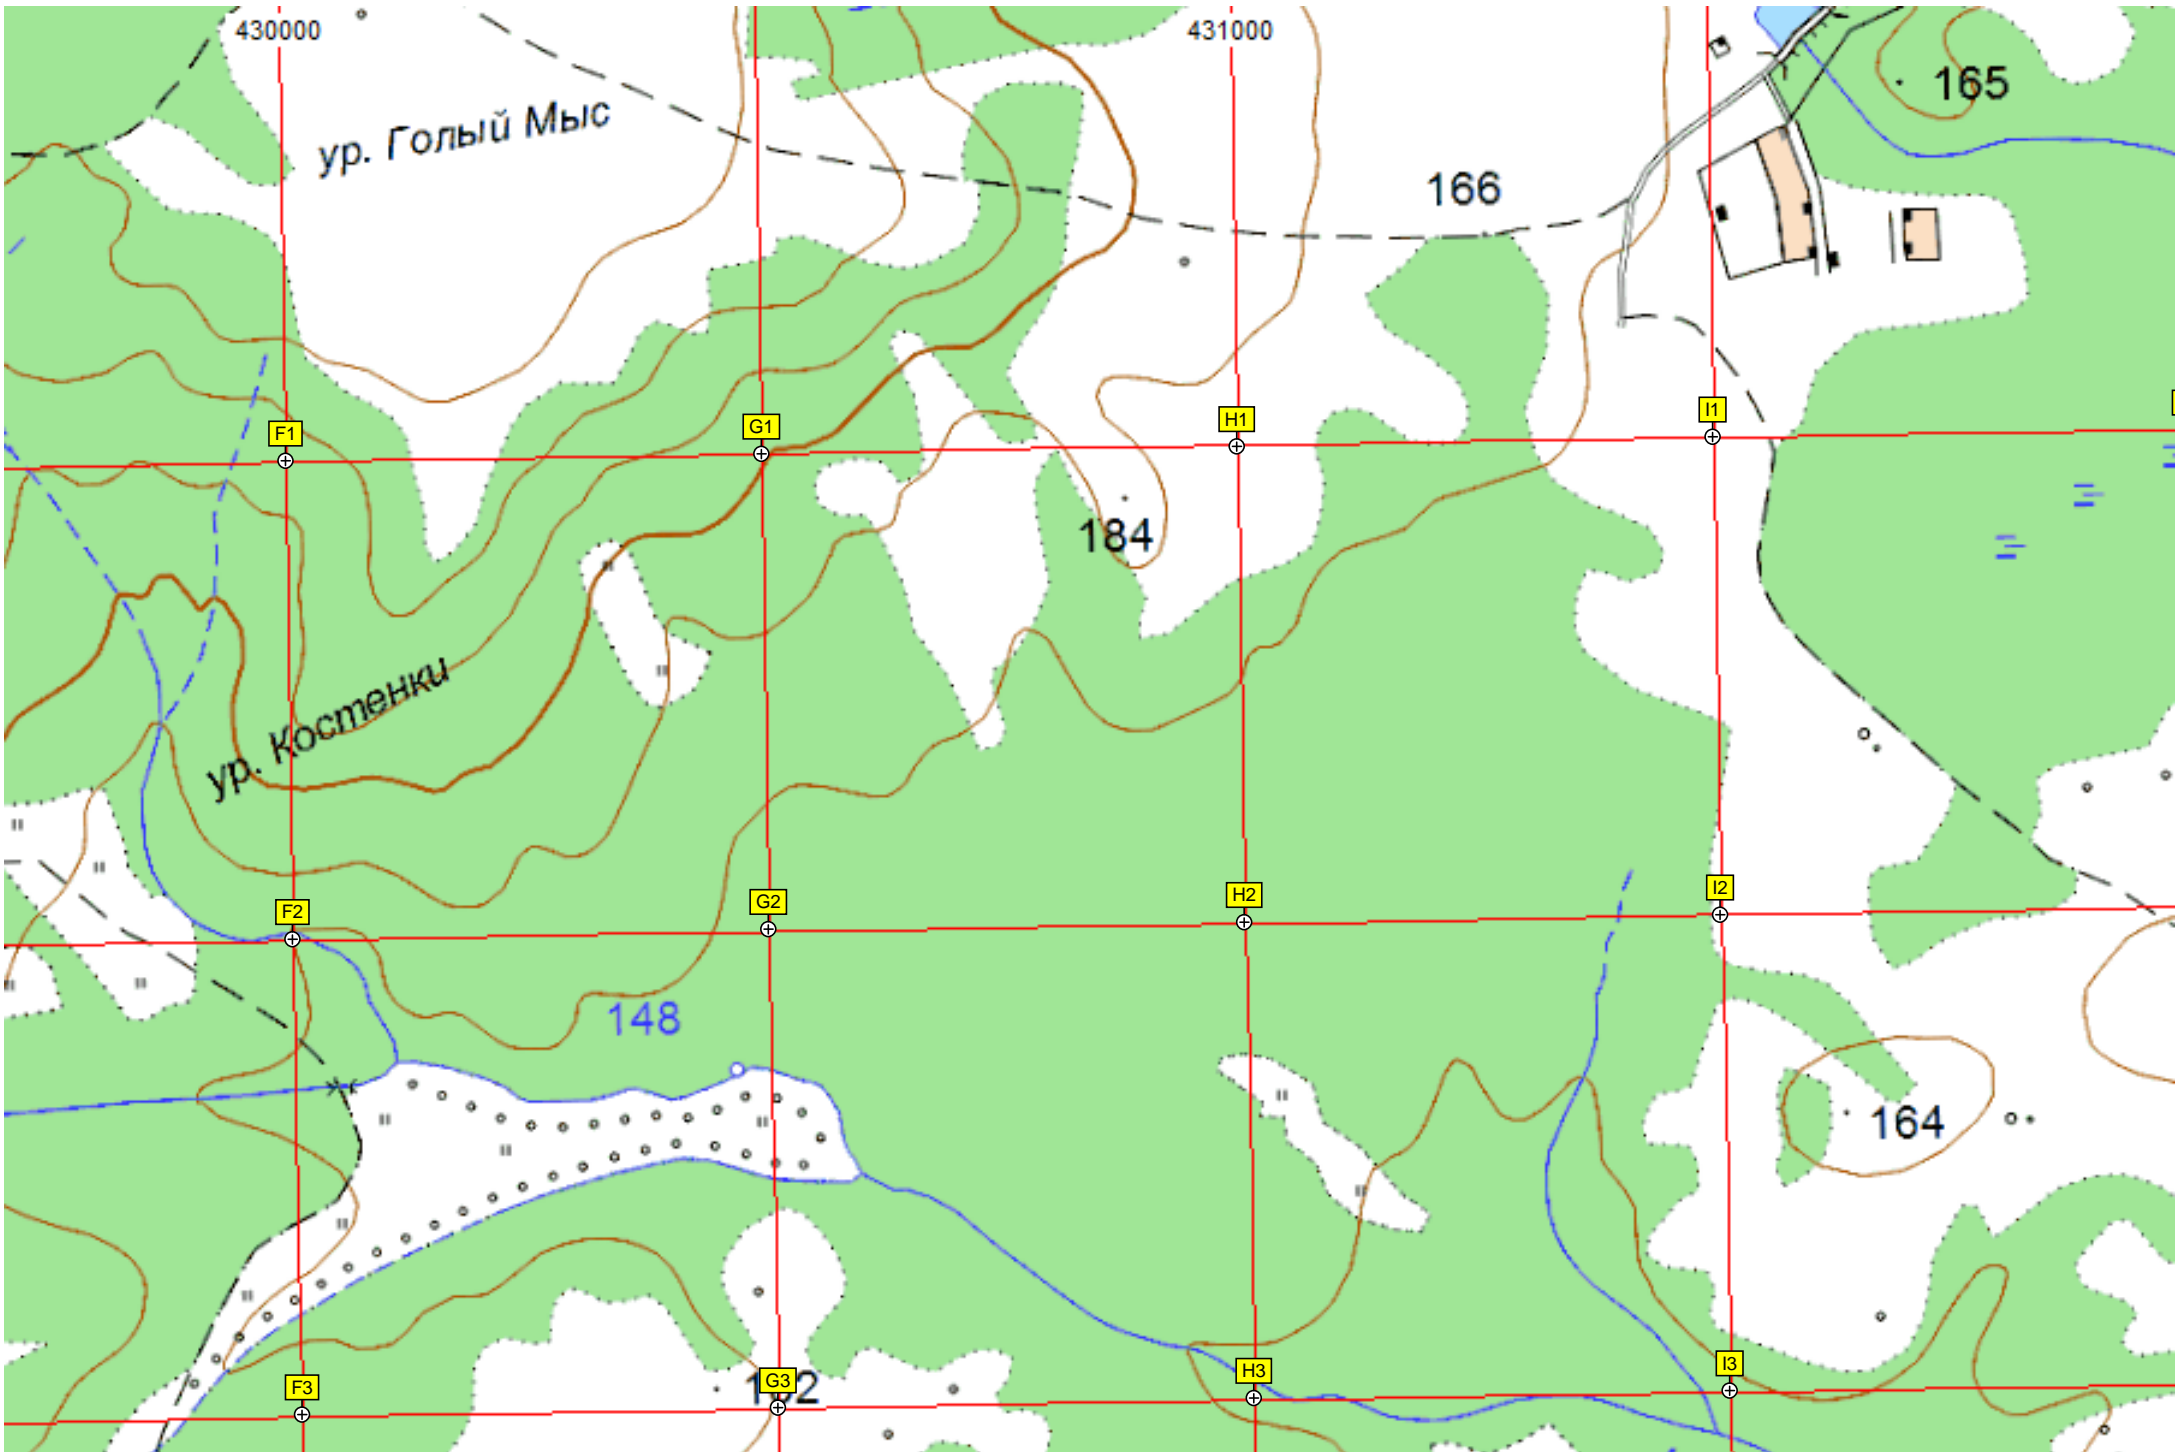 430000
431000
165
ур. Голый Мыс
166
F1
G1
H1
I1
184
ур. Костенки
F2
G2
H2
I2
148
164
F3
G3
H3
I3